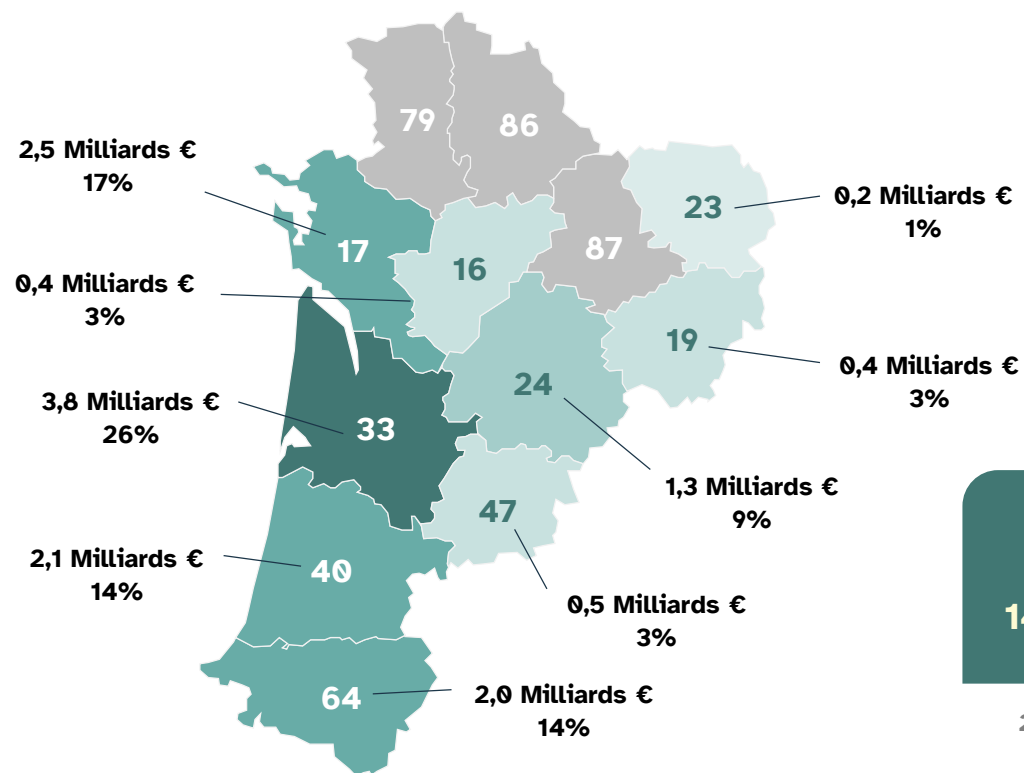 79
86
2,5 Milliards €
17%
23
0,2 Milliards €
1%
17
16
87
0,4 Milliards €
3%
19
0,4 Milliards €
3%
24
3,8 Milliards €
26%
33
1,3 Milliards €
9%
47
2,1 Milliards €
14%
40
0,5 Milliards €
3%
64
2,0 Milliards €
14%